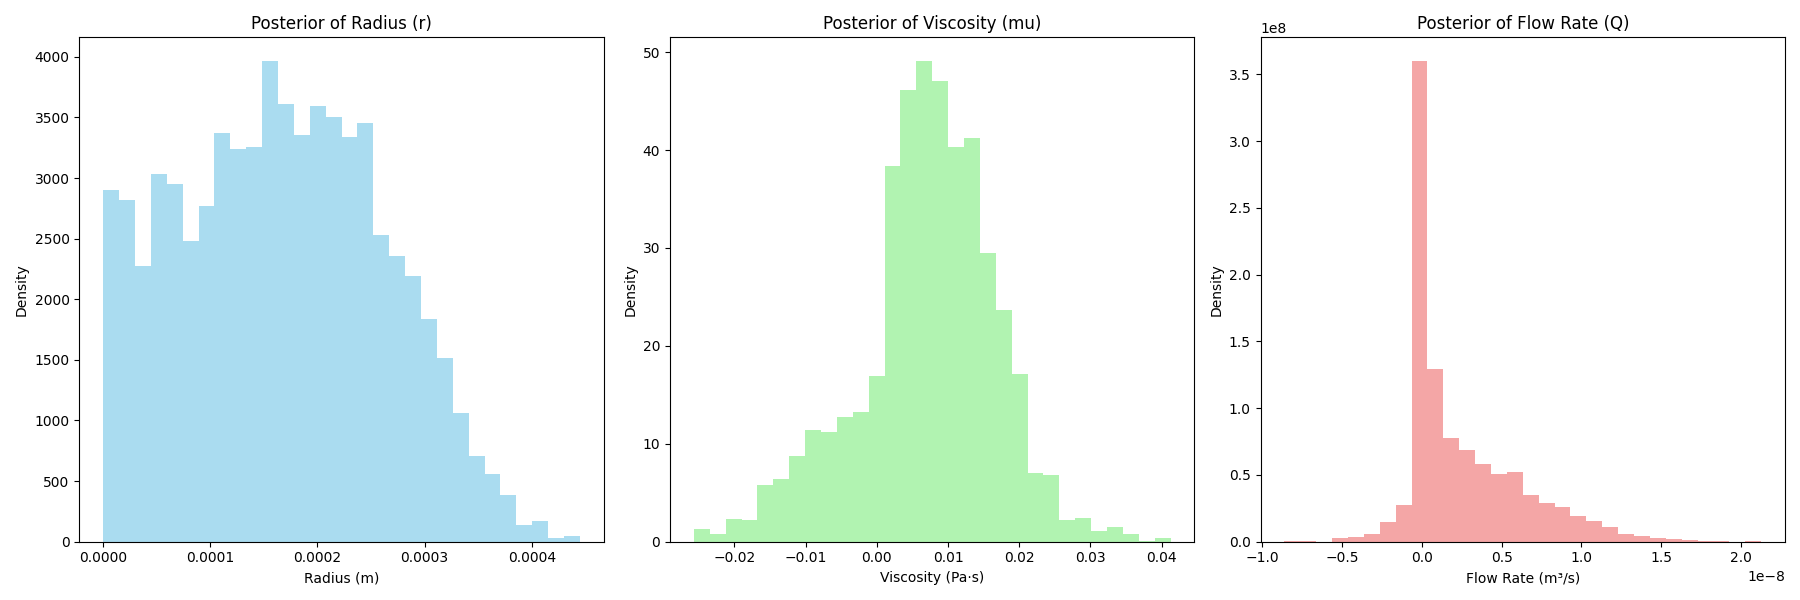 Posterior of Radius (r)
4000
3500
3000
2500
2000
1500
1000
500
0
Density
0.0000 0.0001 0.0002 0.0003 0.0004
Radius (m)
Posterior of Viscosity (mu)
50
40
30
20
10
0
Density
−0.02 −0.01 0.00 0.01 0.02 0.03 0.04
Viscosity (Pa·s)
Posterior of Flow Rate (Q)
1e8
3.5
3.0
2.5
2.0
1.5
1.0
0.5
0.0
Density
−1.0 −0.5 0.0 0.5 1.0 1.5 2.0
1e−8
Flow Rate (m³/s)